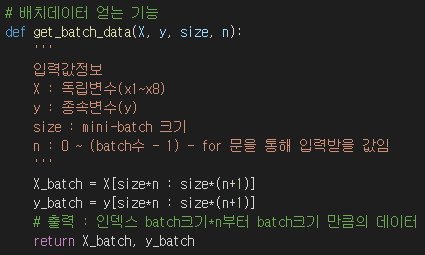 # 배치데이터 얻는 기능
def get_batch_data(X, y, size, n):
    '''
    입력값정보
    X : 독립변수(x1~x8)
    y : 종속변수(y)
    size : mini-batch 크기
    n : 0 ~ (batch수 - 1) - for 문을 통해 입력받을 값임
    '''
    X_batch = X[size*n : size*(n+1)]
    y_batch = y[size*n : size*(n+1)]
    # 출력 : 인덱스 batch크기*n부터 batch크기 만큼의 데이터
    return X_batch, y_batch